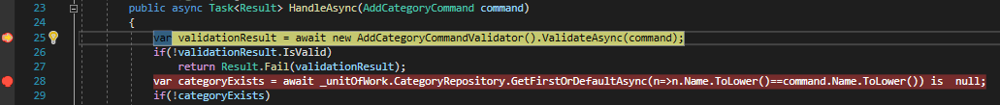 23 public async Task<Result> HandleAsync(AddCategoryCommand command)
24 {
25 var validationResult = await new AddCategoryCommandValidator().ValidateAsync(command);
26 if(!validationResult.IsValid)
27 return Result.Fail(validationResult);
28 var categoryExists = await _unitOfWork.CategoryRepository.GetFirstOrDefaultAsync(n=>n.Name.ToLower()==command.Name.ToLower()) is null;
29 if(!categoryExists)